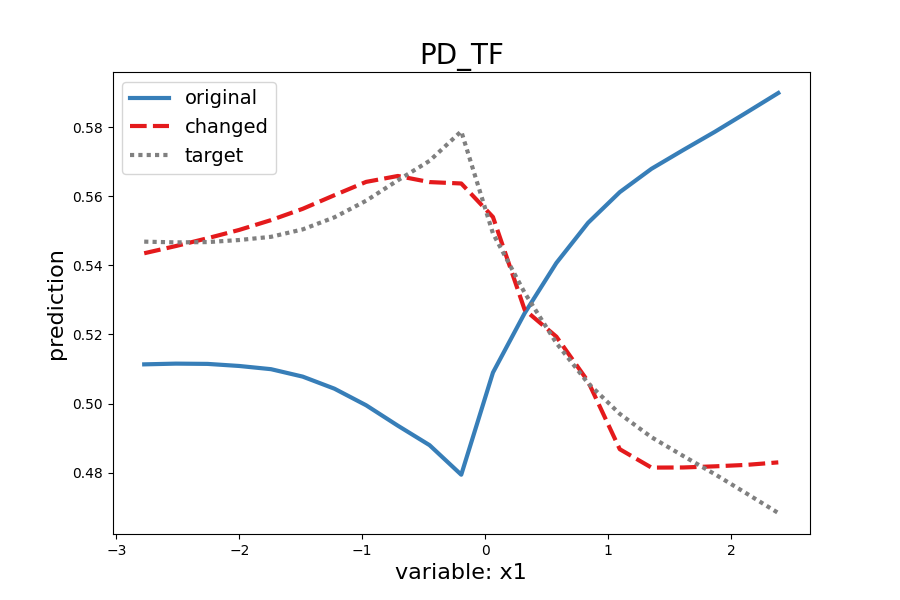 PD_TF
original
changed
target
prediction
0.58
0.56
0.54
0.52
0.50
0.48
−3
−2
−1
0
1
2
variable: x1